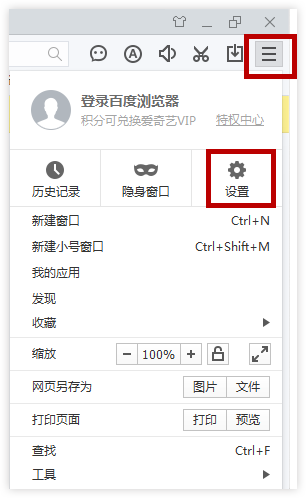 登录百度浏览器
积分可兑换爱奇艺VIP 特权中心
历史记录 隐身窗口 设置
新建窗口 Ctrl+N
新建小号窗口 Ctrl+Shift+M
我的应用
发现
收藏
缩放 − 100% +
网页另存为 图片 文件
打印页面 打印 预览
查找 Ctrl+F
工具